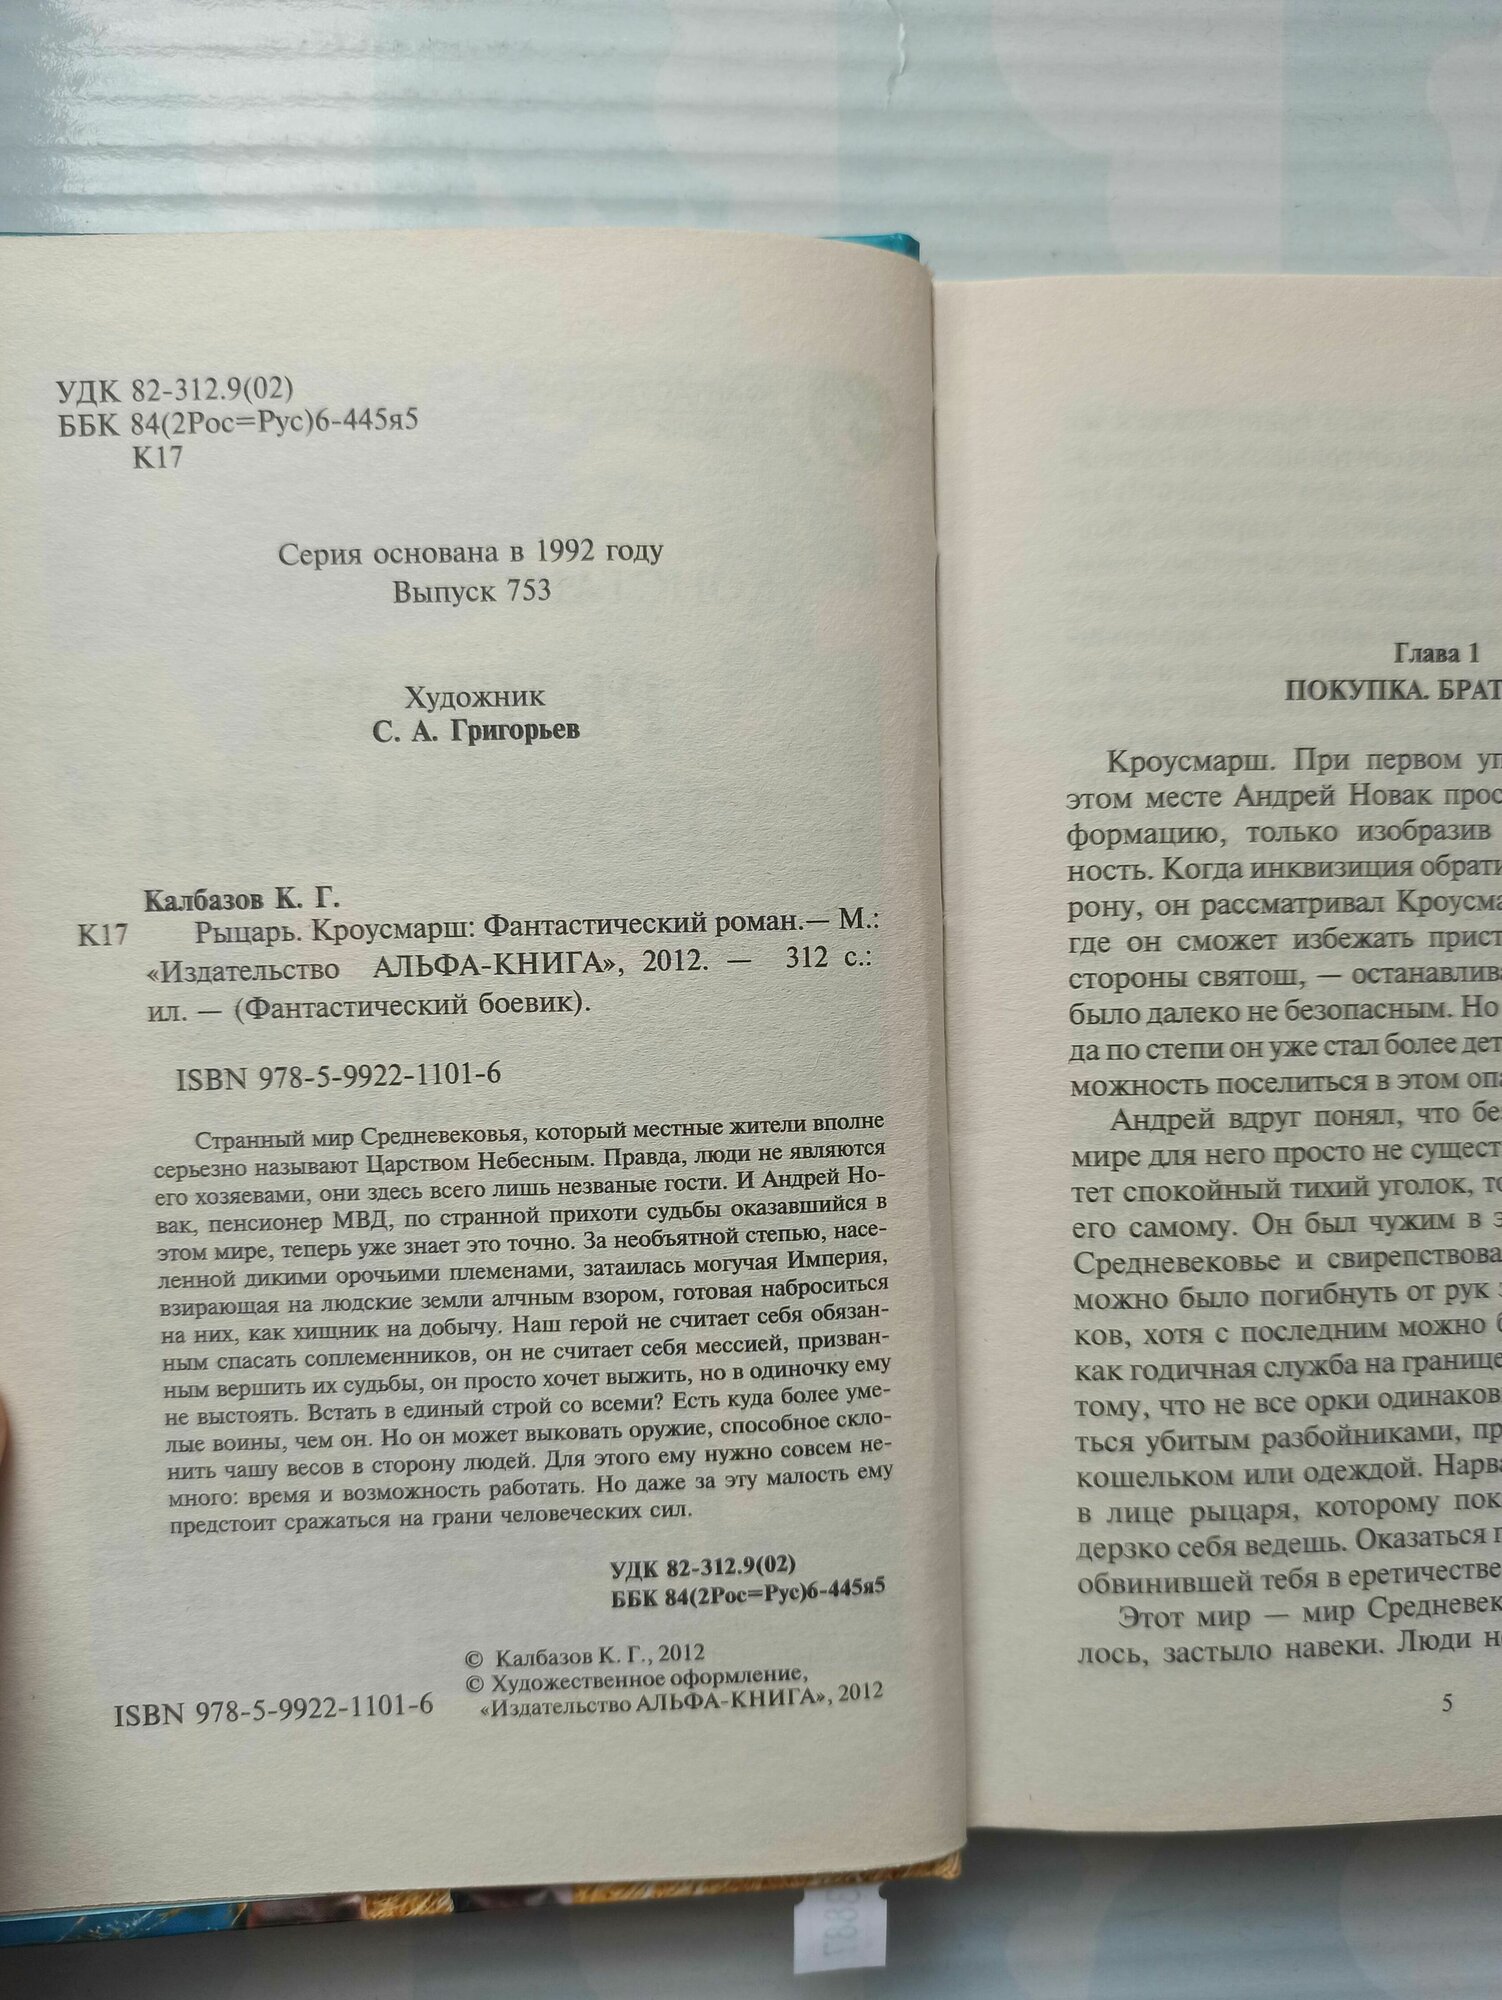 УДК 82-312.9(02)
ББК 84(2Рос=Рус)6-445я5
К17
Серия основана в 1992 году
Выпуск 753
Художник
С. А. Григорьев
Калбазов К. Г.
К17 Рыцарь. Кроусмарш: Фантастический роман.— М.:
«Издательство АЛЬФА-КНИГА», 2012. — 312 с.:
ил. — (Фантастический боевик).
ISBN 978-5-9922-1101-6
Странный мир Средневековья, который местные жители вполне
серьезно называют Царством Небесным. Правда, люди не являются
его хозяевами, они здесь всего лишь незваные гости. И Андрей Но-
вак, пенсионер МВД, по странной прихоти судьбы оказавшийся в
этом мире, теперь уже знает это точно. За необъятной степью, насе-
ленной дикими орочьими племенами, затаилась могучая Империя,
взирающая на людские земли алчным взором, готовая наброситься
на них, как хищник на добычу. Наш герой не считает себя обязан-
ным спасать соплеменников, он не считает себя мессией, призван-
ным вершить их судьбы, он просто хочет выжить, но в одиночку ему
не выстоять. Встать в единый строй со всеми? Есть куда более уме-
лые воины, чем он. Но он может выковать оружие, способное скло-
нить чашу весов в сторону людей. Для этого ему нужно совсем не-
много: время и возможность работать. Но даже за эту малость ему
предстоит сражаться на грани человеческих сил.
УДК 82-312.9(02)
ББК 84(2Рос=Рус)6-445я5
© Калбазов К. Г., 2012
© Художественное оформление,
«Издательство АЛЬФА-КНИГА», 2012
ISBN 978-5-9922-1101-6
Глава 1
ПОКУПКА. БРАТ
Кроусмарш. При первом уп
этом месте Андрей Новак прос
формацию, только изобразив
ность. Когда инквизиция обрати
рону, он рассматривал Кроусма
где он сможет избежать прист
стороны святош, — останавлива
было далеко не безопасным. Но
да по степи он уже стал более дет
можность поселиться в этом опа
Андрей вдруг понял, что бе
мире для него просто не сущест
тет спокойный тихий уголок, то
его самому. Он был чужим в э
Средневековье и свирепствова
можно было погибнуть от рук
ков, хотя с последним можно б
как годичная служба на границе
тому, что не все орки одинаков
ться убитым разбойниками, пр
кошельком или одеждой. Нарва
в лице рыцаря, которому пок
дерзко себя ведешь. Оказаться п
обвинившей тебя в еретичестве
Этот мир — мир Средневек
лось, застыло навеки. Люди не
5